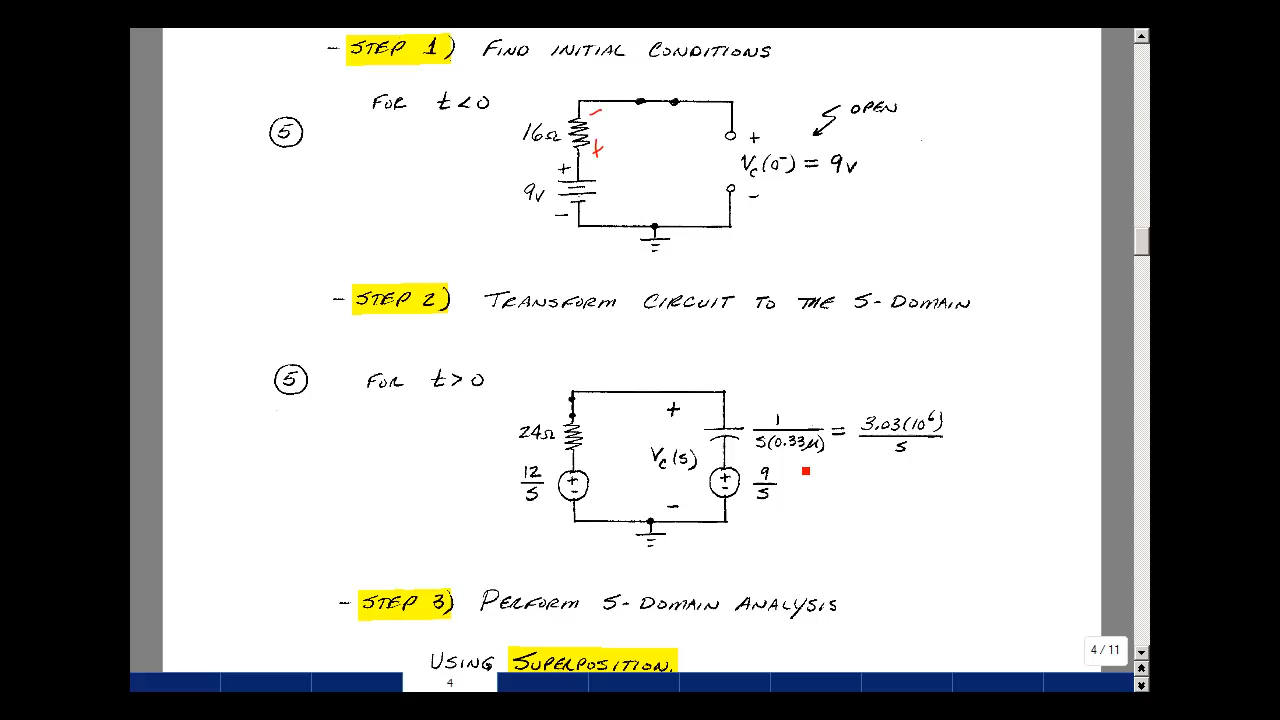 - STEP 1) FIND INITIAL CONDITIONS
FOR t<0
OPEN
5
16Ω
- +
+
+
Vc(0⁻) = 9v
9v
-
-
- STEP 2) TRANSFORM CIRCUIT TO THE S-DOMAIN
5
FOR t>0
+
24Ω
1/S(0.33μ) = 3.03(10⁶)/S
Vc(S)
12/S
+
-
+
-
9/S
-
- STEP 3) PERFORM S-DOMAIN ANALYSIS
USING SUPERPOSITION.
4 / 11
4